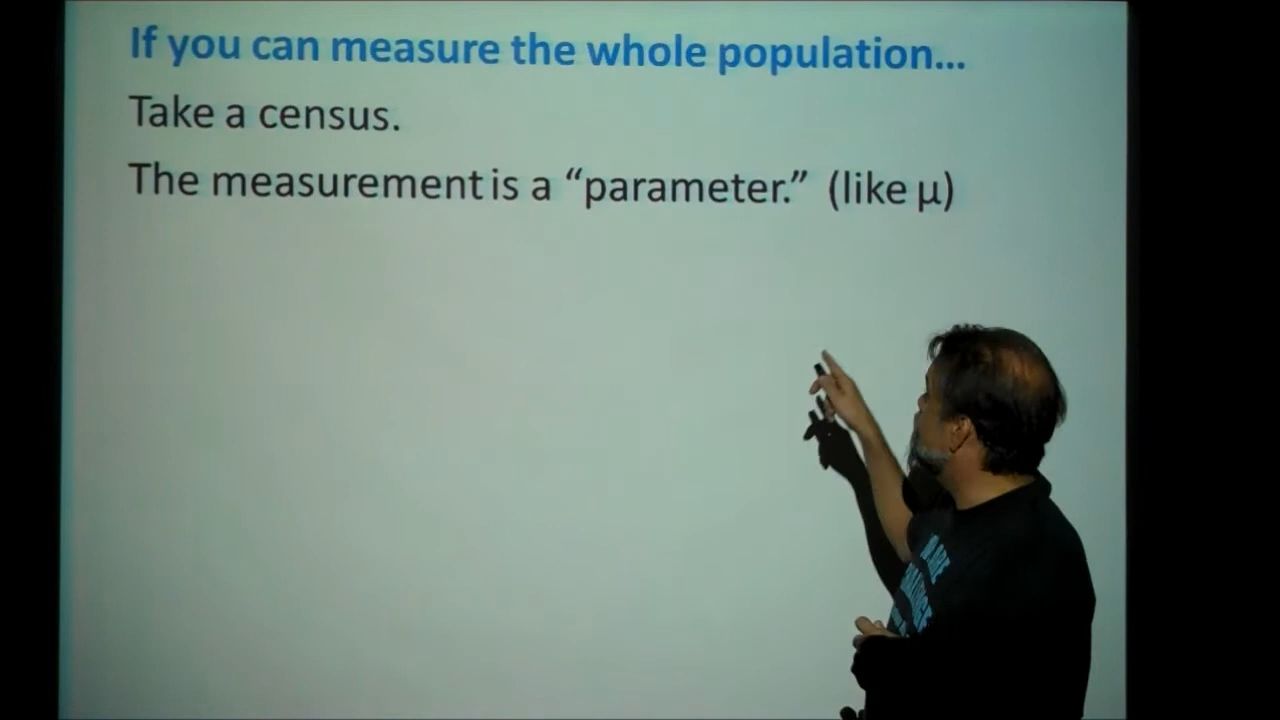 If you can measure the whole population...
Take a census.
The measurement is a “parameter.” (like μ)